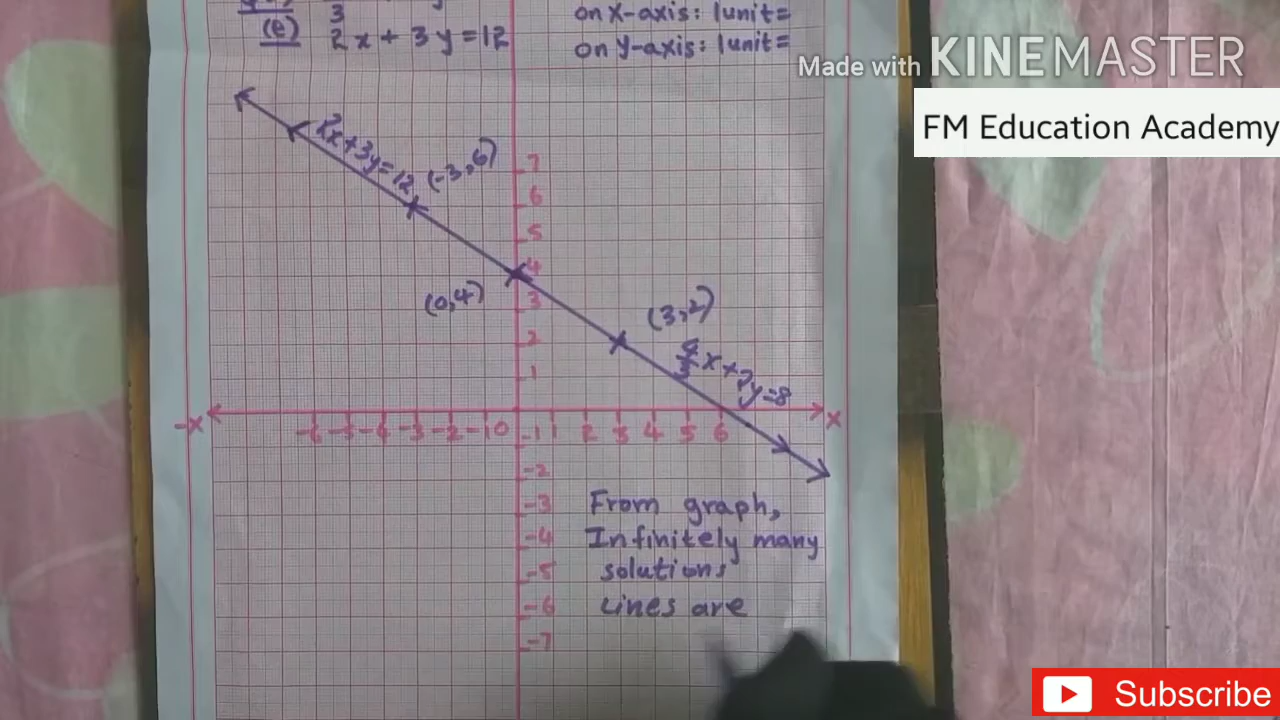 3
on X-axis: 1unit=
(e) 2x + 3y = 12
on y-axis: 1unit=
Made with KINEMASTER
FM Education Academy
2x+3y=12
(-3,6)
7
6
5
4
(0,4)
3
(3,2)
2
x+2y=8
1
-x
x
-6 -5 -4 -3 -2 -1 0 1 2 3 4 5 6
-1
-2
-3
-4
-5
-6
-7
From graph,
Infinitely many
solutions
Lines are
Subscribe